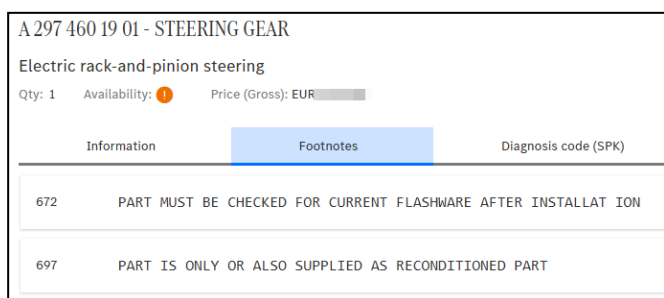 A 297 460 19 01 - STEERING GEAR
Electric rack-and-pinion steering
Qty: 1 Availability: ! Price (Gross): EUR
Information Footnotes Diagnosis code (SPK)
672 PART MUST BE CHECKED FOR CURRENT FLASHWARE AFTER INSTALLAT ION
697 PART IS ONLY OR ALSO SUPPLIED AS RECONDITIONED PART